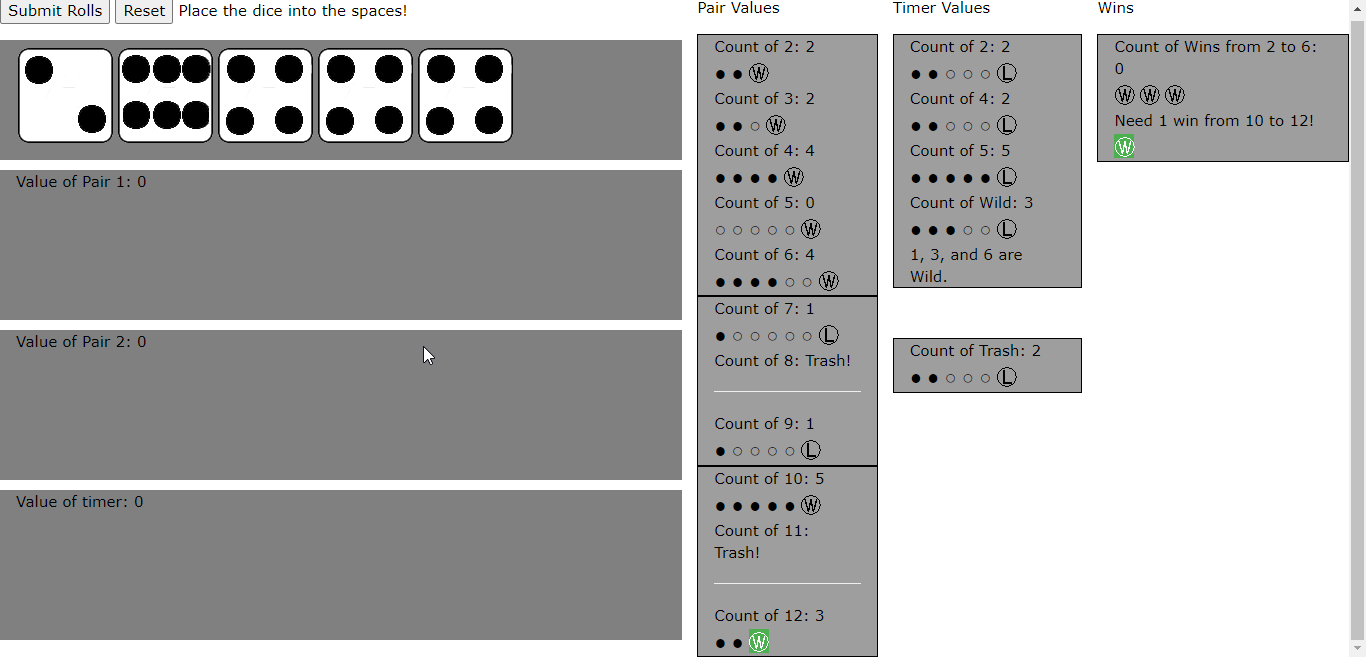 Submit Rolls Reset Place the dice into the spaces!
Value of Pair 1: 0
Value of Pair 2: 0
Value of timer: 0
Pair Values
Count of 2: 2
● ● Ⓦ
Count of 3: 2
● ● ○ Ⓦ
Count of 4: 4
● ● ● ● Ⓦ
Count of 5: 0
○ ○ ○ ○ ○ Ⓦ
Count of 6: 4
● ● ● ● ○ ○ Ⓦ
Count of 7: 1
● ○ ○ ○ ○ ○ Ⓛ
Count of 8: Trash!
Count of 9: 1
● ○ ○ ○ ○ Ⓛ
Count of 10: 5
● ● ● ● ● Ⓦ
Count of 11:
Trash!
Count of 12: 3
● ● Ⓦ
Timer Values
Count of 2: 2
● ● ○ ○ ○ Ⓛ
Count of 4: 2
● ● ○ ○ ○ Ⓛ
Count of 5: 5
● ● ● ● ● Ⓛ
Count of Wild: 3
● ● ● ○ ○ Ⓛ
1, 3, and 6 are
Wild.
Count of Trash: 2
● ● ○ ○ ○ Ⓛ
Wins
Count of Wins from 2 to 6:
0
Ⓦ Ⓦ Ⓦ
Need 1 win from 10 to 12!
Ⓦ